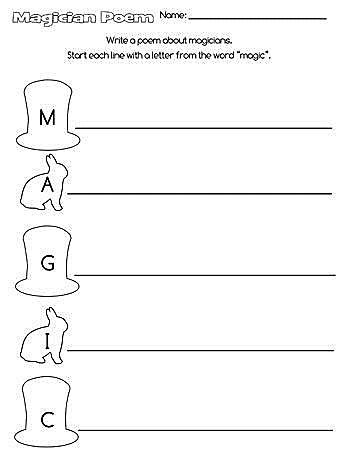 Magician Poem Name:
Write a poem about magicians.
Start each line with a letter from the word "magic".
M
A
G
I
C